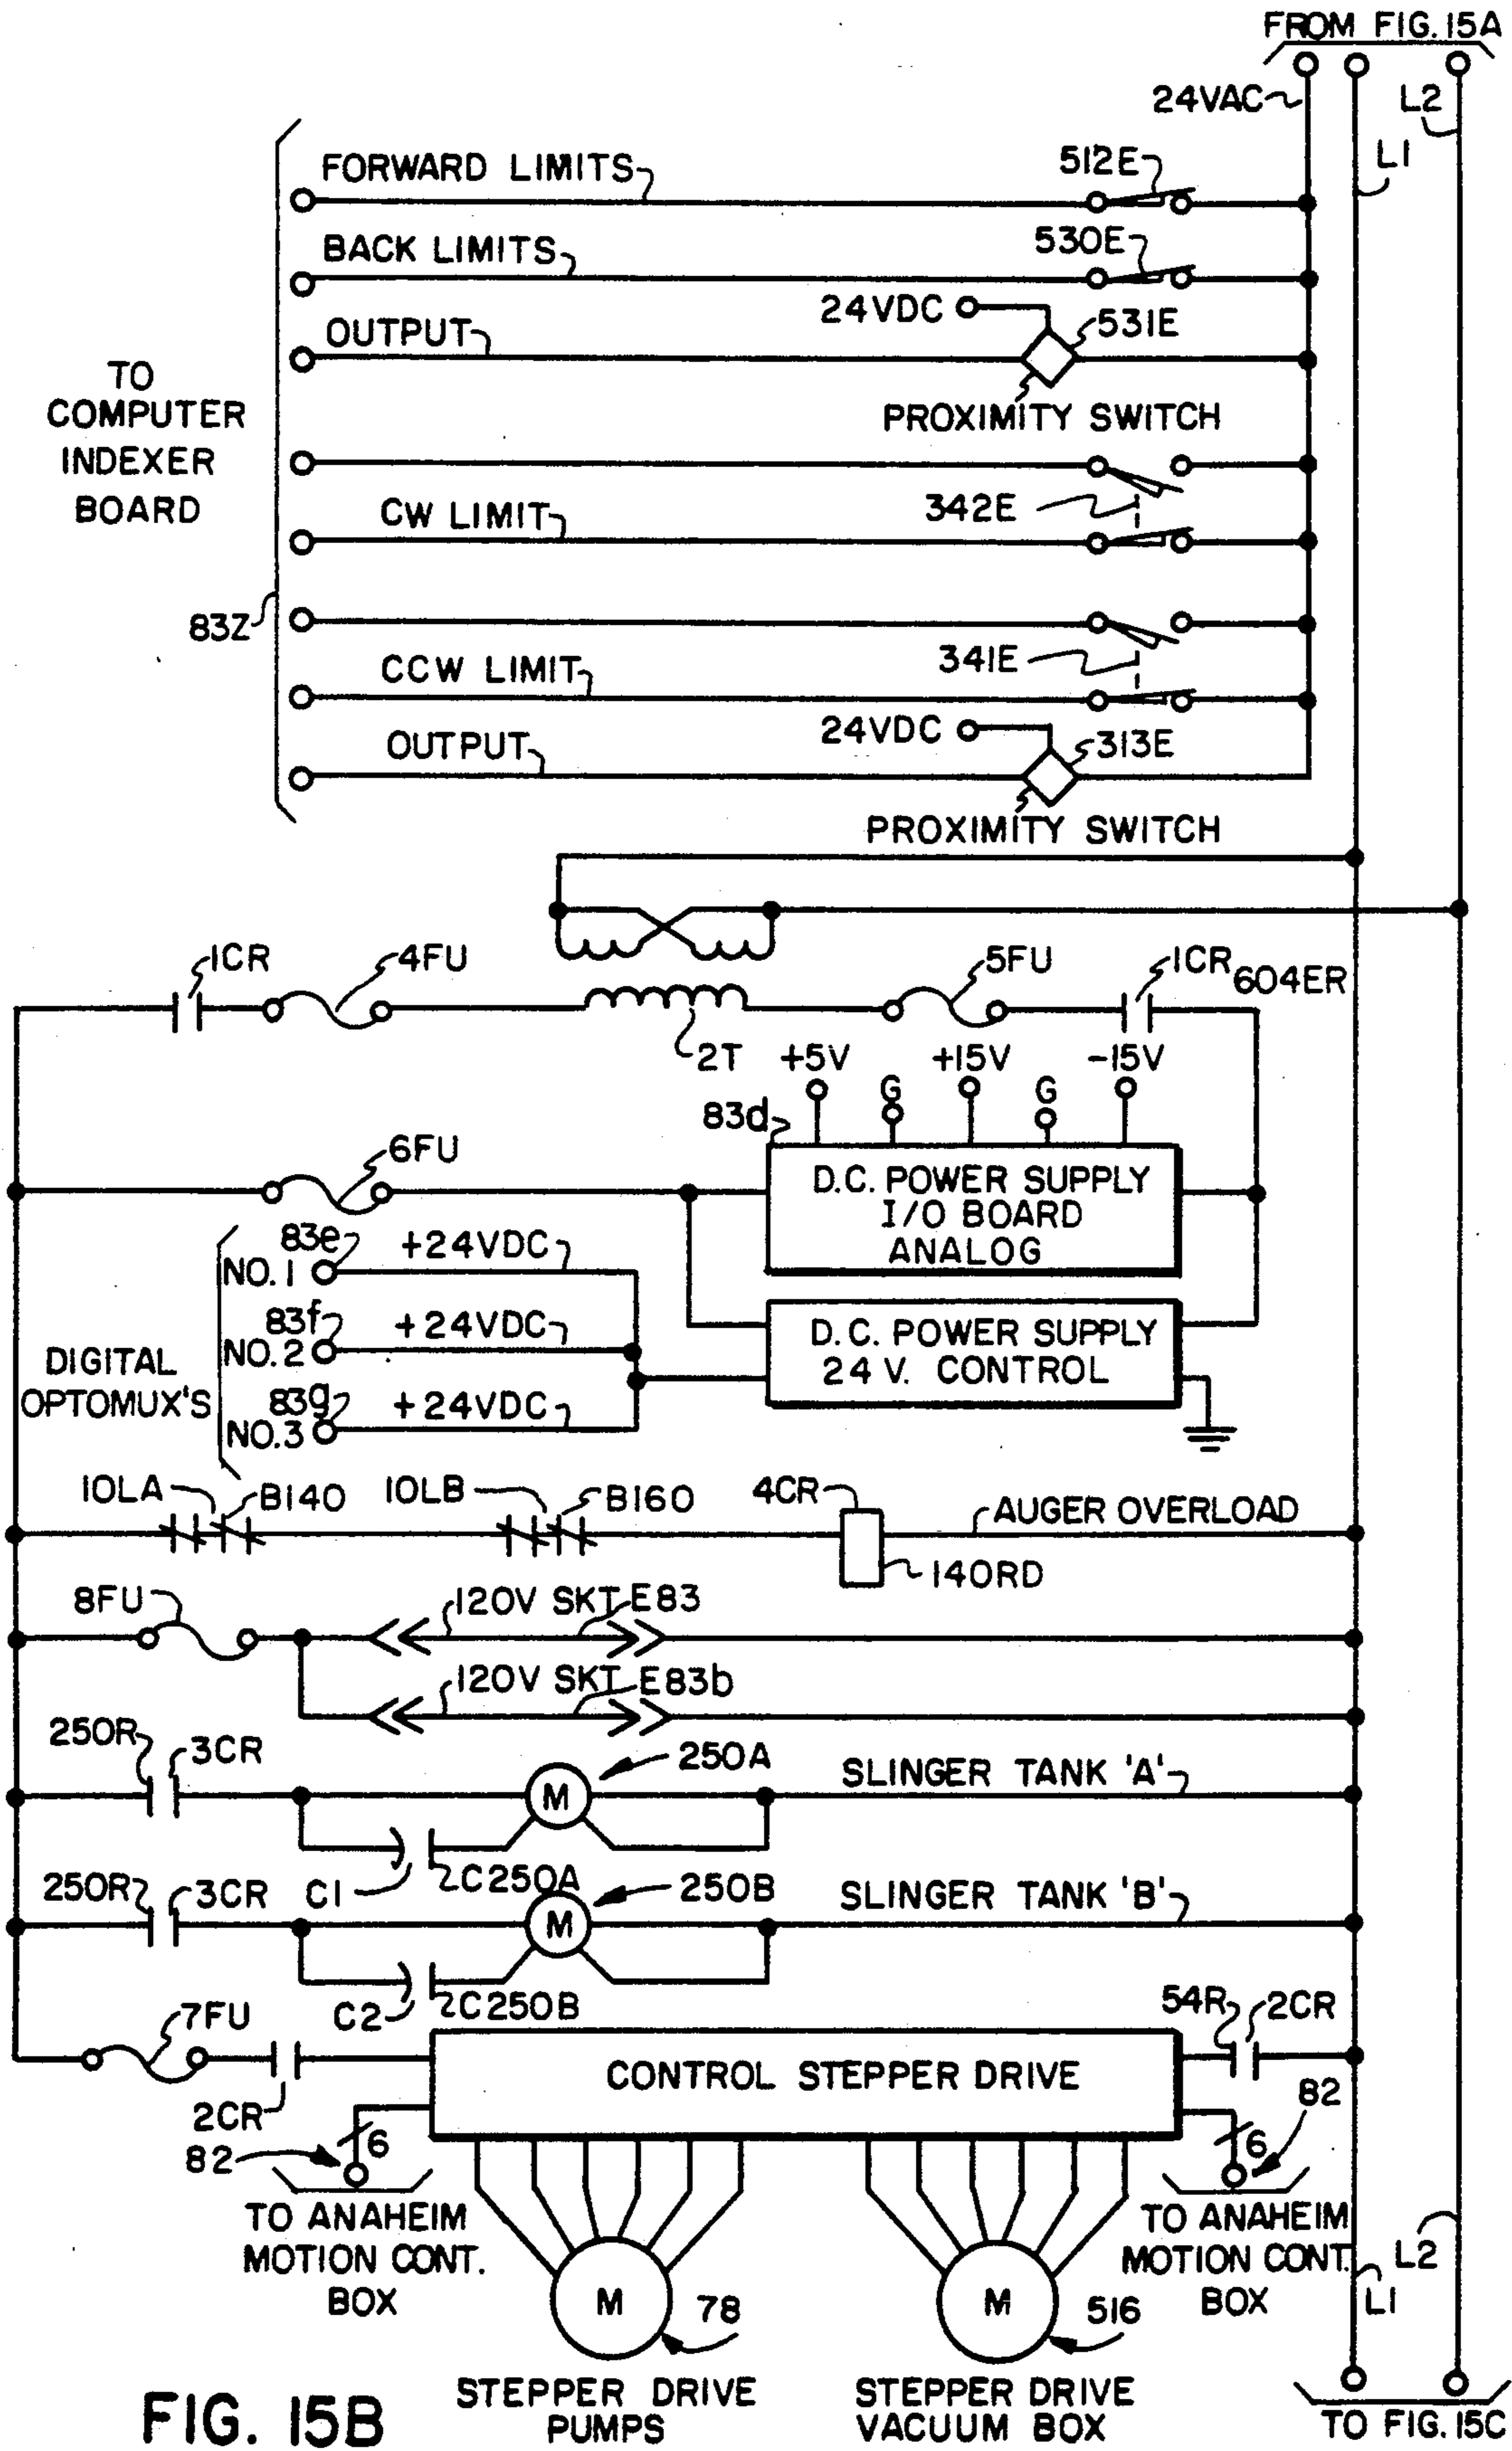 FROM FIG. 15A
24VAC
L2
L1
FORWARD LIMITS
512E
BACK LIMITS
530E
24VDC
OUTPUT
531E
TO
COMPUTER
INDEXER
BOARD
PROXIMITY SWITCH
CW LIMIT
342E
83Z
CCW LIMIT
341E
24VDC
OUTPUT
313E
PROXIMITY SWITCH
1CR
4FU
5FU
1CR
604ER
2T
+5V
+15V
-15V
G
G
83d
6FU
D.C. POWER SUPPLY
I/O BOARD
ANALOG
83e
+24VDC
NO. 1
83f
+24VDC
NO. 2
DIGITAL
OPTOMUX'S
83g
+24VDC
NO. 3
D.C. POWER SUPPLY
24 V. CONTROL
10LA
B140
10LB
B160
4CR
AUGER OVERLOAD
140RD
8FU
120V SKT
E83
120V SKT
E83b
250R
3CR
250A
SLINGER TANK 'A'
C1
C250A
250R
3CR
250B
SLINGER TANK 'B'
C2
C250B
7FU
54R
2CR
M
M
CONTROL STEPPER DRIVE
2CR
82
6
6
82
TO ANAHEIM
MOTION CONT.
BOX
TO ANAHEIM
MOTION CONT.
BOX
L2
L1
M
78
M
516
STEPPER DRIVE
PUMPS
STEPPER DRIVE
VACUUM BOX
FIG. 15B
TO FIG. 15C